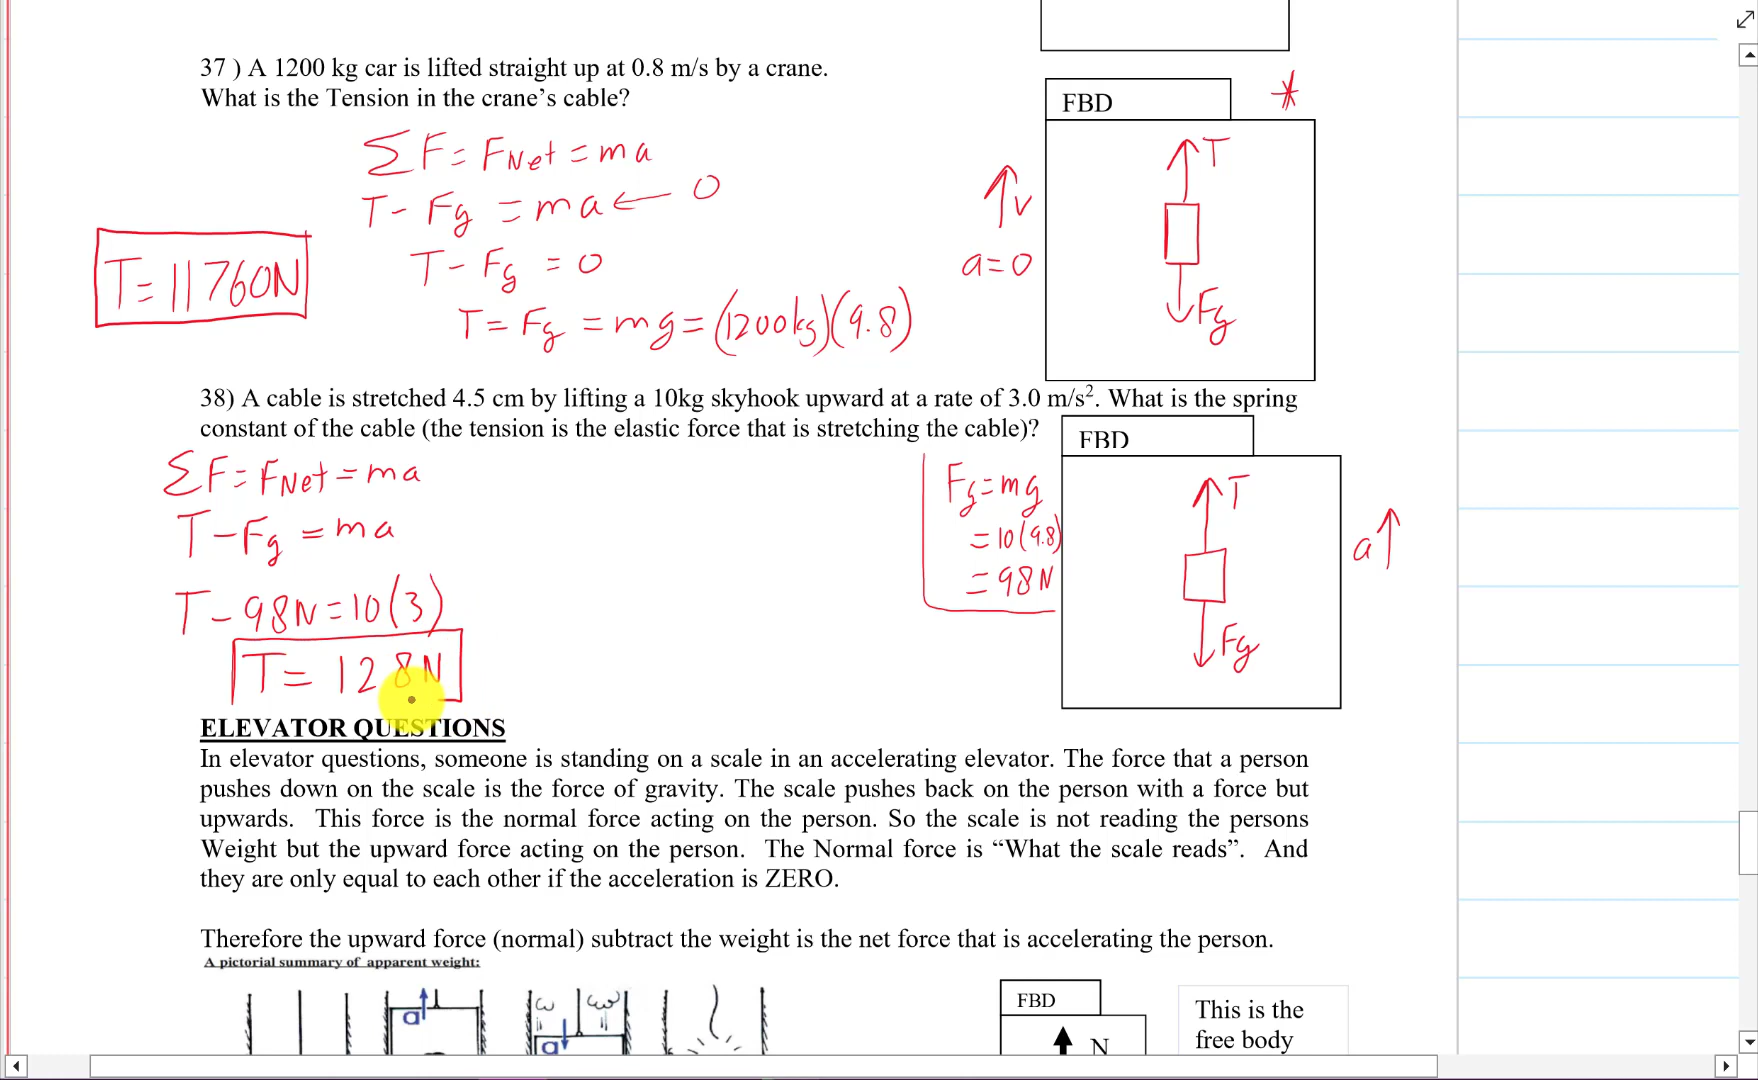 37 ) A 1200 kg car is lifted straight up at 0.8 m/s by a crane.
What is the Tension in the crane's cable?
FBD
*
ΣF = FNet = ma
T - Fg = ma ← 0
T - Fg = 0
T = Fg = mg = (1200kg)(9.8)
T = 11760N
↑v
a = 0
T
Fg
38) A cable is stretched 4.5 cm by lifting a 10kg skyhook upward at a rate of 3.0 m/s². What is the spring
constant of the cable (the tension is the elastic force that is stretching the cable)?
FBD
ΣF = FNet = ma
T - Fg = ma
T - 98N = 10(3)
T = 128N
Fg = mg
= 10(9.8)
= 98N
T
Fg
a↑
ELEVATOR QUESTIONS
In elevator questions, someone is standing on a scale in an accelerating elevator. The force that a person
pushes down on the scale is the force of gravity. The scale pushes back on the person with a force but
upwards. This force is the normal force acting on the person. So the scale is not reading the persons
Weight but the upward force acting on the person. The Normal force is “What the scale reads”. And
they are only equal to each other if the acceleration is ZERO.
Therefore the upward force (normal) subtract the weight is the net force that is accelerating the person.
A pictorial summary of apparent weight:
a
a
FBD
N
This is the
free body